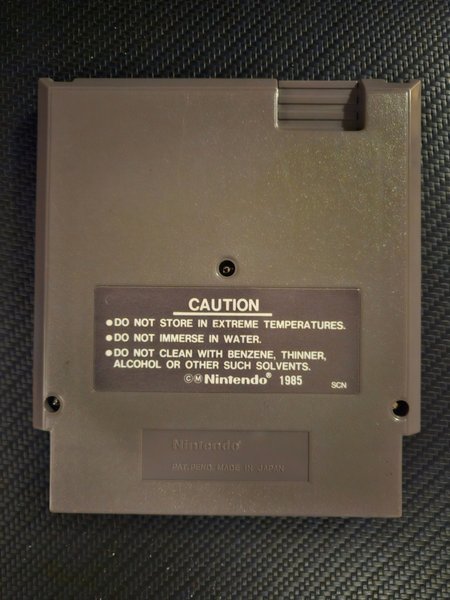 CAUTION
●DO NOT STORE IN EXTREME TEMPERATURES.
●DO NOT IMMERSE IN WATER.
●DO NOT CLEAN WITH BENZENE, THINNER,
ALCOHOL OR OTHER SUCH SOLVENTS.
©Ⓜ Nintendo® 1985 SCN
Nintendo®
PAT. PEND. MADE IN JAPAN